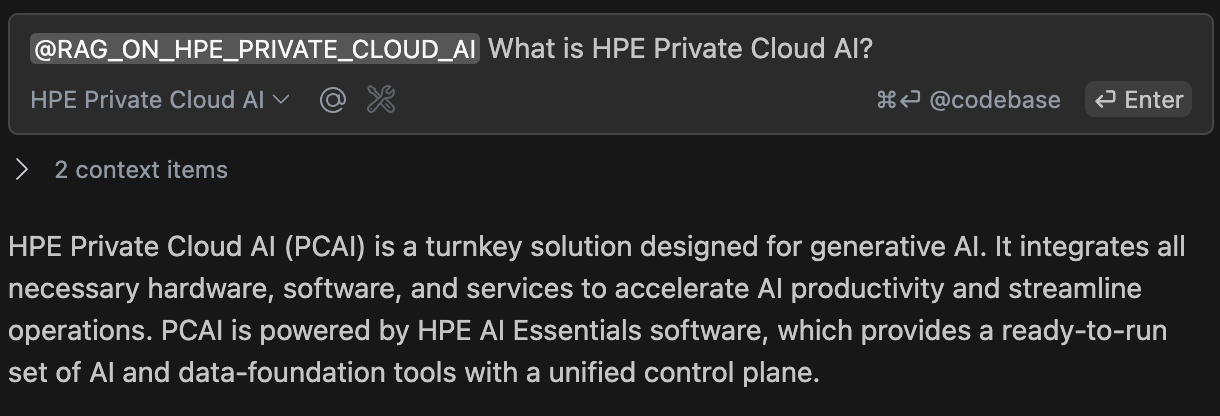 @RAG_ON_HPE_PRIVATE_CLOUD_AI What is HPE Private Cloud AI?
HPE Private Cloud AI @ ⌘⏎ @codebase ⏎ Enter
2 context items
HPE Private Cloud AI (PCAI) is a turnkey solution designed for generative AI. It integrates all
necessary hardware, software, and services to accelerate AI productivity and streamline
operations. PCAI is powered by HPE AI Essentials software, which provides a ready-to-run
set of AI and data-foundation tools with a unified control plane.